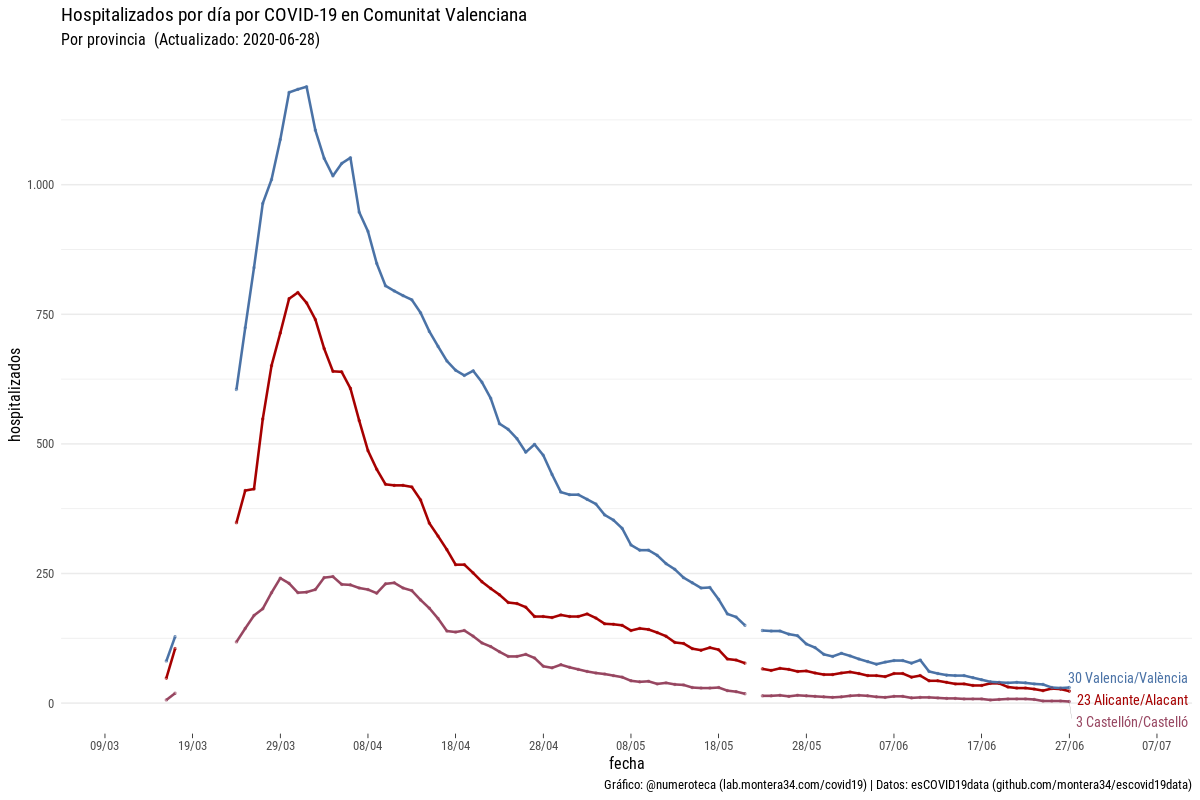 Hospitalizados por día por COVID-19 en Comunitat Valenciana
Por provincia  (Actualizado: 2020-06-28)
hospitalizados
1.000
750
500
250
0
30 Valencia/València
23 Alicante/Alacant
3 Castellón/Castelló
09/03
19/03
29/03
08/04
18/04
28/04
08/05
18/05
28/05
07/06
17/06
27/06
07/07
fecha
Gráfico: @numeroteca (lab.montera34.com/covid19) | Datos: esCOVID19data (github.com/montera34/escovid19data)